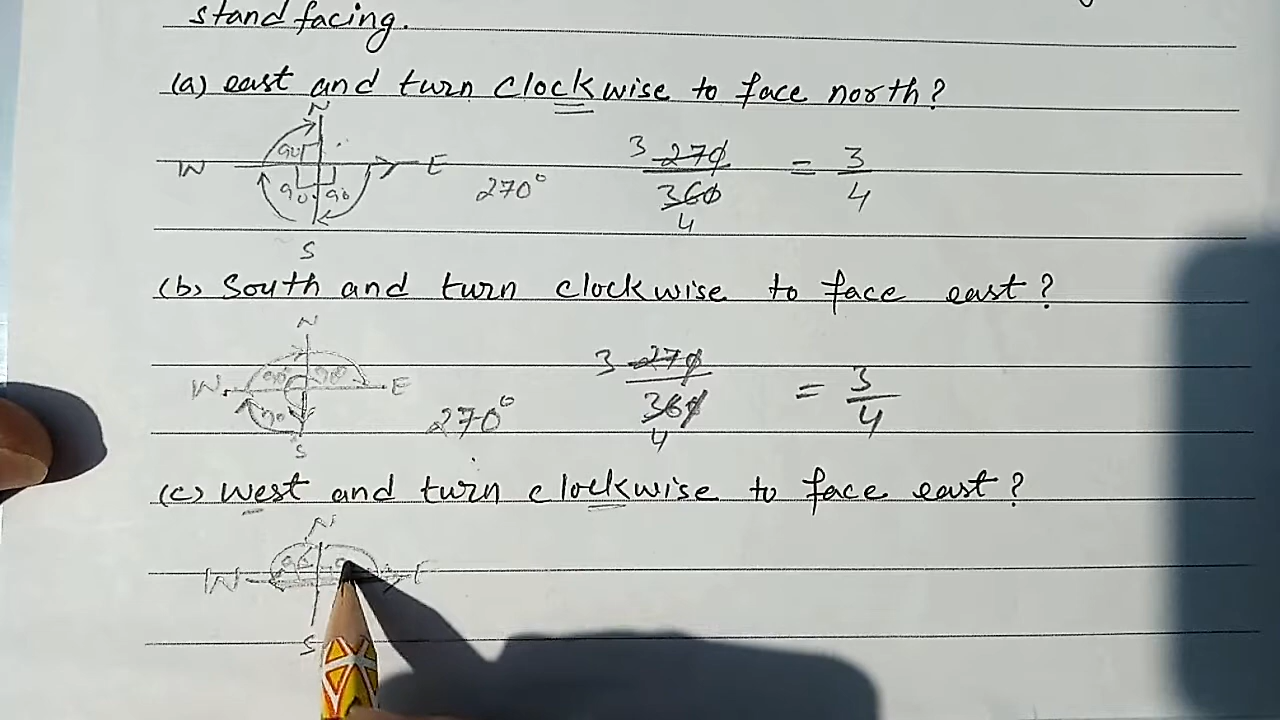 stand facing.
(a) east and turn clockwise to face north?
N
90
W E 270° 3 270/360 4 = 3/4
90 90
S
(b) South and turn clockwise to face east?
N
90 90
W E 270° 3 270/360 4 = 3/4
90
S
(c) West and turn clockwise to face east?
N
W E
S